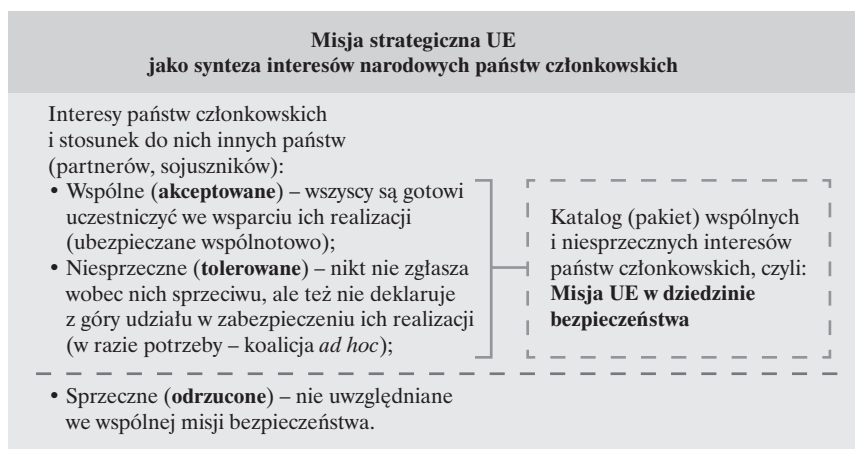 Misja strategiczna UE
jako synteza interesów narodowych państw członkowskich
Interesy państw członkowskich
i stosunek do nich innych państw
(partnerów, sojuszników):
• Wspólne (akceptowane) – wszyscy są gotowi
uczestniczyć we wsparciu ich realizacji
(ubezpieczane wspólnotowo);
• Niesprzeczne (tolerowane) – nikt nie zgłasza
wobec nich sprzeciwu, ale też nie deklaruje
z góry udziału w zabezpieczeniu ich realizacji
(w razie potrzeby – koalicja ad hoc);
Katalog (pakiet) wspólnych
i niesprzecznych interesów
państw członkowskich, czyli:
Misja UE w dziedzinie
bezpieczeństwa
• Sprzeczne (odrzucone) – nie uwzględniane
we wspólnej misji bezpieczeństwa.